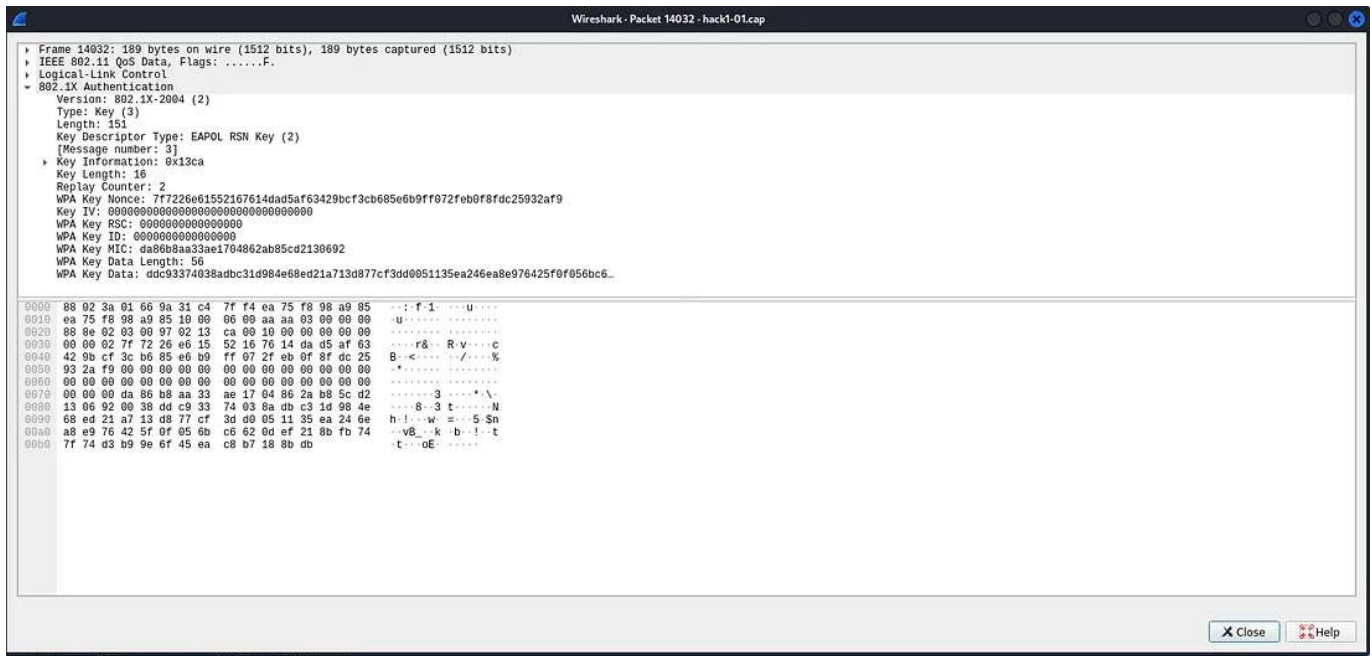 Wireshark · Packet 14032 · hack1-01.cap
Frame 14032: 189 bytes on wire (1512 bits), 189 bytes captured (1512 bits)
IEEE 802.11 QoS Data, Flags: ......F.
Logical-Link Control
802.1X Authentication
Version: 802.1X-2004 (2)
Type: Key (3)
Length: 151
Key Descriptor Type: EAPOL RSN Key (2)
[Message number: 3]
Key Information: 0x13ca
Key Length: 16
Replay Counter: 2
WPA Key Nonce: 7f7226e61552167614dad5af63429bcf3cb685e6b9ff072feb0f8fdc25932af9
Key IV: 00000000000000000000000000000000
WPA Key RSC: 0000000000000000
WPA Key ID: 0000000000000000
WPA Key MIC: da86b8aa33ae1704862ab85cd2130692
WPA Key Data Length: 56
WPA Key Data: ddc93374038adbc31d984e68ed21a713d877cf3dd0051135ea246ea8e976425f0f056bc6…
0000 88 02 3a 01 66 9a 31 c4 7f f4 ea 75 f8 98 a9 85 ··:·f·1· ···u····
0010 ea 75 f8 98 a9 85 10 00 06 00 aa aa 03 00 00 00 ·u······ ········
0020 88 8e 02 03 00 97 02 13 ca 00 10 00 00 00 00 00 ········ ········
0030 00 00 02 7f 72 26 e6 15 52 16 76 14 da d5 af 63 ····r&·· R·v····c
0040 42 9b cf 3c b6 85 e6 b9 ff 07 2f eb 0f 8f dc 25 B··<···· ··/····%
0050 93 2a f9 00 00 00 00 00 00 00 00 00 00 00 00 00 ·*······ ········
0060 00 00 00 00 00 00 00 00 00 00 00 00 00 00 00 00 ········ ········
0070 00 00 00 da 86 b8 aa 33 ae 17 04 86 2a b8 5c d2 ·······3 ····*·\·
0080 13 06 92 00 38 dd c9 33 74 03 8a db c3 1d 98 4e ····8··3 t······N
0090 68 ed 21 a7 13 d8 77 cf 3d d0 05 11 35 ea 24 6e h·!···w· =···5·$n
00a0 a8 e9 76 42 5f 0f 05 6b c6 62 0d ef 21 8b fb 74 ··vB_··k ·b··!··t
00b0 7f 74 d3 b9 9e 6f 45 ea c8 b7 18 8b db ·t···oE· ·····
Close
Help